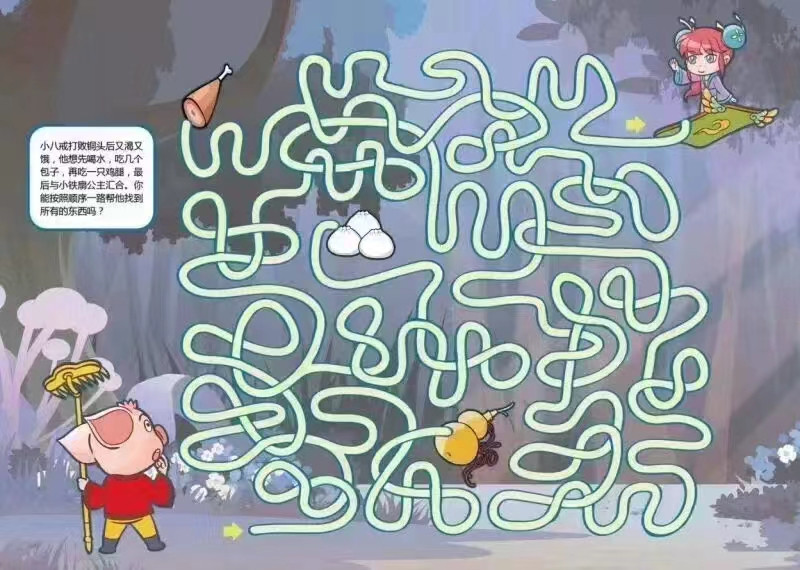 小八戒打败铜头后又渴又
饿，他想先喝水，吃几个
包子，再吃一只鸡腿，最
后与小铁扇公主汇合。你
能按照顺序一路帮他找到
所有的东西吗？